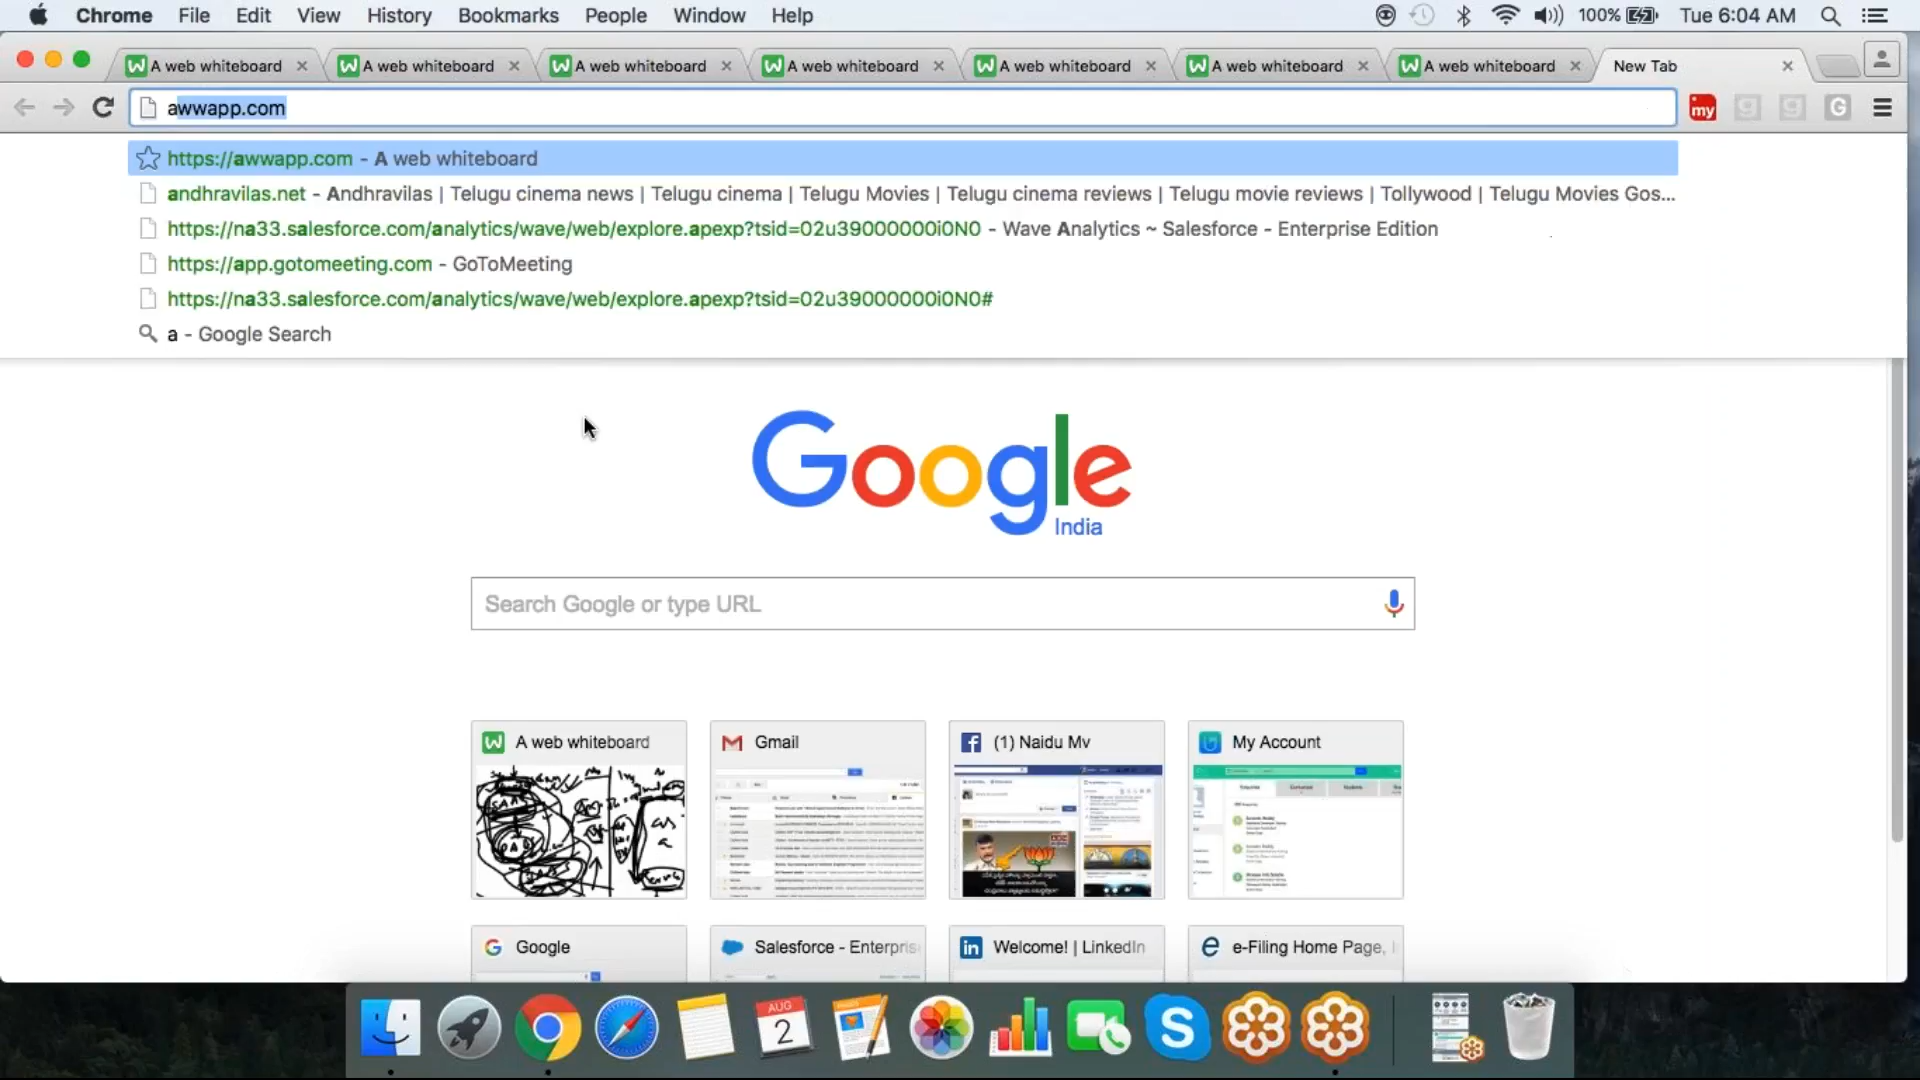 Chrome File Edit View History Bookmarks People Window Help 100% Tue 6:04 AM
A web whiteboard A web whiteboard A web whiteboard A web whiteboard A web whiteboard A web whiteboard A web whiteboard New Tab
awwapp.com
my g g G
https://awwapp.com - A web whiteboard
andhravilas.net - Andhravilas | Telugu cinema news | Telugu cinema | Telugu Movies | Telugu cinema reviews | Telugu movie reviews | Tollywood | Telugu Movies Gos...
https://na33.salesforce.com/analytics/wave/web/explore.apexp?tsid=02u39000000i0N0 - Wave Analytics ~ Salesforce - Enterprise Edition
https://app.gotomeeting.com - GoToMeeting
https://na33.salesforce.com/analytics/wave/web/explore.apexp?tsid=02u39000000i0N0#
a - Google Search
Google
India
Search Google or type URL
A web whiteboard Gmail (1) Naidu Mv My Account
Google Salesforce - Enterpris Welcome! | LinkedIn e-Filing Home Page,
AUG
2